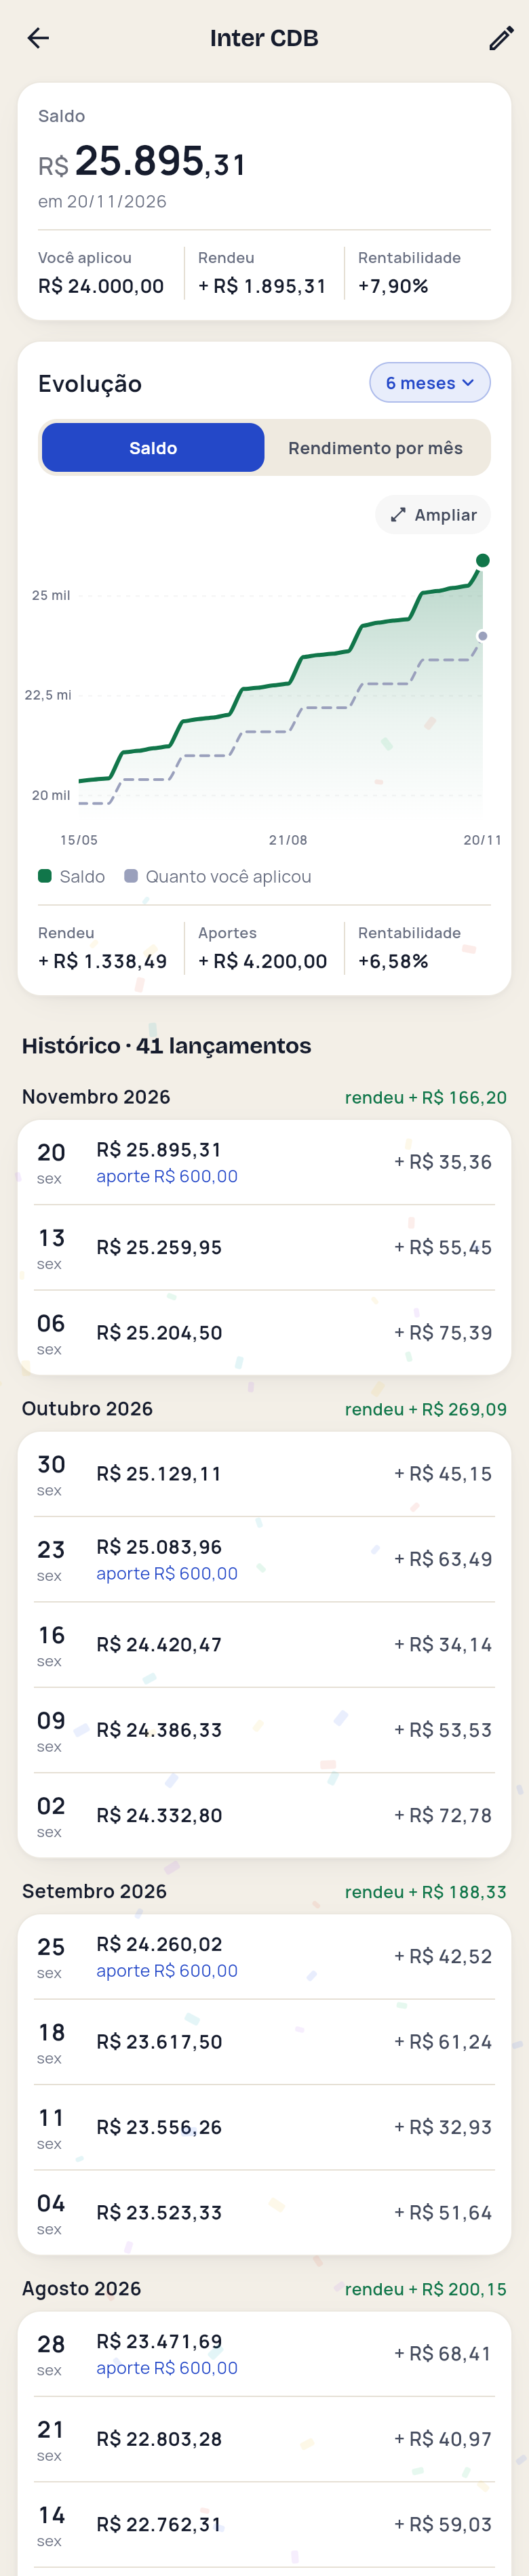 Inter CDB
Saldo
R$ 25.895,31
em 20/11/2026
Você aplicou
R$ 24.000,00
Rendeu
+ R$ 1.895,31
Rentabilidade
+7,90%
Evolução
6 meses
Saldo
Rendimento por mês
Ampliar
25 mil
22,5 mi
20 mil
15/05
21/08
20/11
Saldo
Quanto você aplicou
Rendeu
+ R$ 1.338,49
Aportes
+ R$ 4.200,00
Rentabilidade
+6,58%
Histórico · 41 lançamentos
Novembro 2026
rendeu + R$ 166,20
20
sex
R$ 25.895,31
aporte R$ 600,00
+ R$ 35,36
13
sex
R$ 25.259,95
+ R$ 55,45
06
sex
R$ 25.204,50
+ R$ 75,39
Outubro 2026
rendeu + R$ 269,09
30
sex
R$ 25.129,11
+ R$ 45,15
23
sex
R$ 25.083,96
aporte R$ 600,00
+ R$ 63,49
16
sex
R$ 24.420,47
+ R$ 34,14
09
sex
R$ 24.386,33
+ R$ 53,53
02
sex
R$ 24.332,80
+ R$ 72,78
Setembro 2026
rendeu + R$ 188,33
25
sex
R$ 24.260,02
aporte R$ 600,00
+ R$ 42,52
18
sex
R$ 23.617,50
+ R$ 61,24
11
sex
R$ 23.556,26
+ R$ 32,93
04
sex
R$ 23.523,33
+ R$ 51,64
Agosto 2026
rendeu + R$ 200,15
28
sex
R$ 23.471,69
aporte R$ 600,00
+ R$ 68,41
21
sex
R$ 22.803,28
+ R$ 40,97
14
sex
R$ 22.762,31
+ R$ 59,03